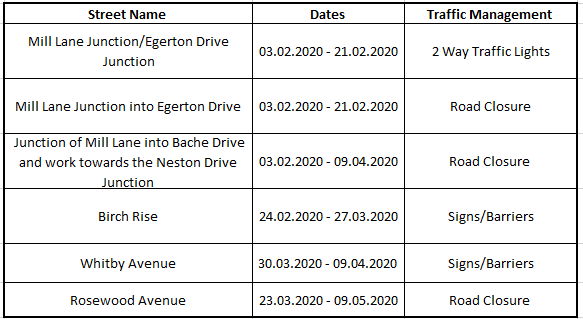 Street Name Dates Traffic Management
Mill Lane Junction/Egerton Drive
Junction 03.02.2020 - 21.02.2020 2 Way Traffic Lights
Mill Lane Junction into Egerton Drive 03.02.2020 - 21.02.2020 Road Closure
Junction of Mill Lane into Bache Drive
and work towards the Neston Drive 03.02.2020 - 09.04.2020 Road Closure
Junction
Birch Rise 24.02.2020 - 27.03.2020 Signs/Barriers
Whitby Avenue 30.03.2020 - 09.04.2020 Signs/Barriers
Rosewood Avenue 23.03.2020 - 09.05.2020 Road Closure